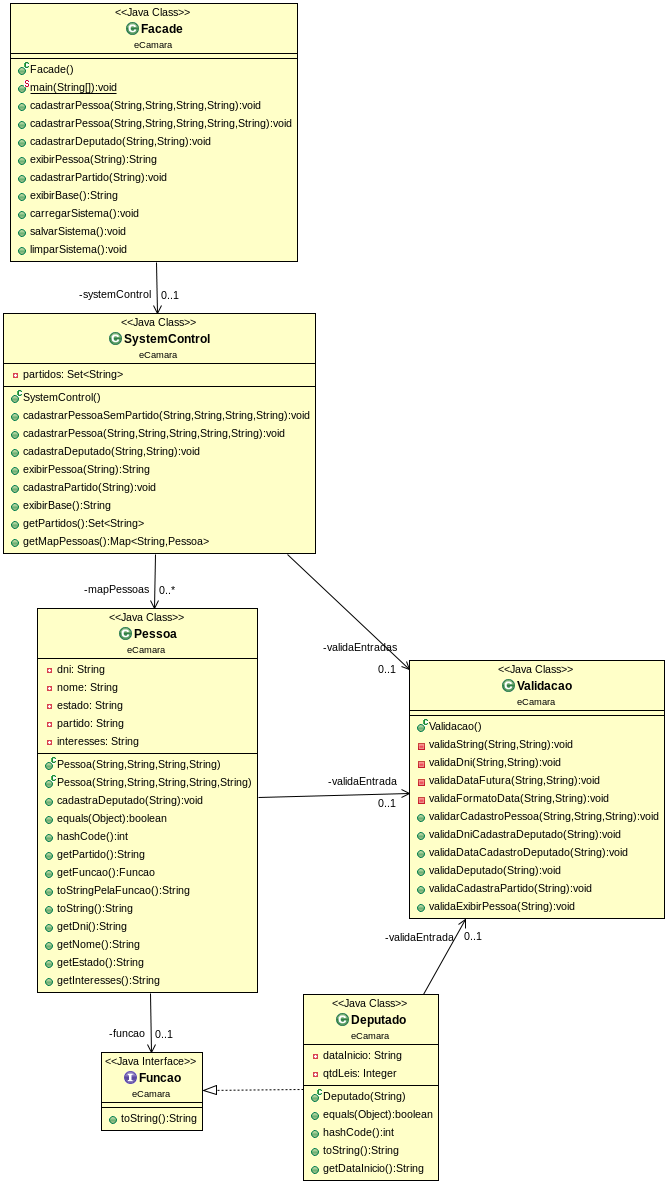 <<Java Class>>
Facade
eCamara
Facade()
main(String[]):void
cadastrarPessoa(String,String,String,String):void
cadastrarPessoa(String,String,String,String,String):void
cadastrarDeputado(String,String):void
exibirPessoa(String):String
cadastrarPartido(String):void
exibirBase():String
carregarSistema():void
salvarSistema():void
limparSistema():void
-systemControl 0..1
<<Java Class>>
SystemControl
eCamara
partidos: Set<String>
SystemControl()
cadastrarPessoaSemPartido(String,String,String,String):void
cadastrarPessoa(String,String,String,String,String):void
cadastraDeputado(String,String):void
exibirPessoa(String):String
cadastraPartido(String):void
exibirBase():String
getPartidos():Set<String>
getMapPessoas():Map<String,Pessoa>
-mapPessoas 0..*
-validaEntradas
0..1
<<Java Class>>
Pessoa
eCamara
dni: String
nome: String
estado: String
partido: String
interesses: String
Pessoa(String,String,String,String)
Pessoa(String,String,String,String,String)
cadastraDeputado(String):void
equals(Object):boolean
hashCode():int
getPartido():String
getFuncao():Funcao
toStringPelaFuncao():String
toString():String
getDni():String
getNome():String
getEstado():String
getInteresses():String
-validaEntrada
0..1
<<Java Class>>
Validacao
eCamara
Validacao()
validaString(String,String):void
validaDni(String,String):void
validaDataFutura(String,String):void
validaFormatoData(String,String):void
validarCadastroPessoa(String,String,String):void
validaDniCadastraDeputado(String):void
validaDataCadastroDeputado(String):void
validaDeputado(String):void
validaCadastraPartido(String):void
validaExibirPessoa(String):void
-validaEntrada 0..1
-funcao 0..1
<<Java Interface>>
Funcao
eCamara
toString():String
<<Java Class>>
Deputado
eCamara
dataInicio: String
qtdLeis: Integer
Deputado(String)
equals(Object):boolean
hashCode():int
toString():String
getDataInicio():String